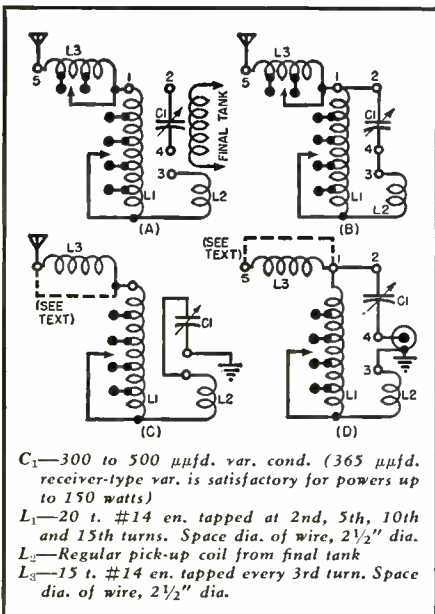 L3
5
1
2
C1
4
3
FINAL TANK
L1
L2
(A)
L3
5
1
2
C1
4
3
L1
L2
(B)
L3
(SEE
TEXT)
C1
L1
L2
(C)
(SEE
TEXT)
5
L3
1
2
C1
4
3
L1
L2
(D)
C₁—300 to 500 μμfd. var. cond. (365 μμfd.
receiver-type var. is satisfactory for powers up
to 150 watts)
L₁—20 t. #14 en. tapped at 2nd, 5th, 10th
and 15th turns. Space dia. of wire, 2½" dia.
L₂—Regular pick-up coil from final tank
L₃—15 t. #14 en. tapped every 3rd turn. Space
dia. of wire, 2½" dia.